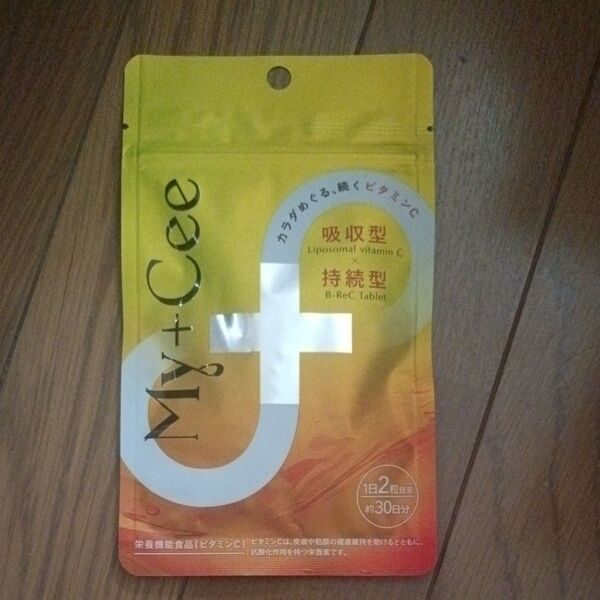 My+Cee
カラダめぐる、続くビタミンC
吸収型
Liposomal vitamin C
×
持続型
B-ReC Tablet
1日2粒目安
約30日分
栄養機能食品(ビタミンC)
ビタミンCは、皮膚や粘膜の健康維持を助けるとともに、
抗酸化作用を持つ栄養素です。